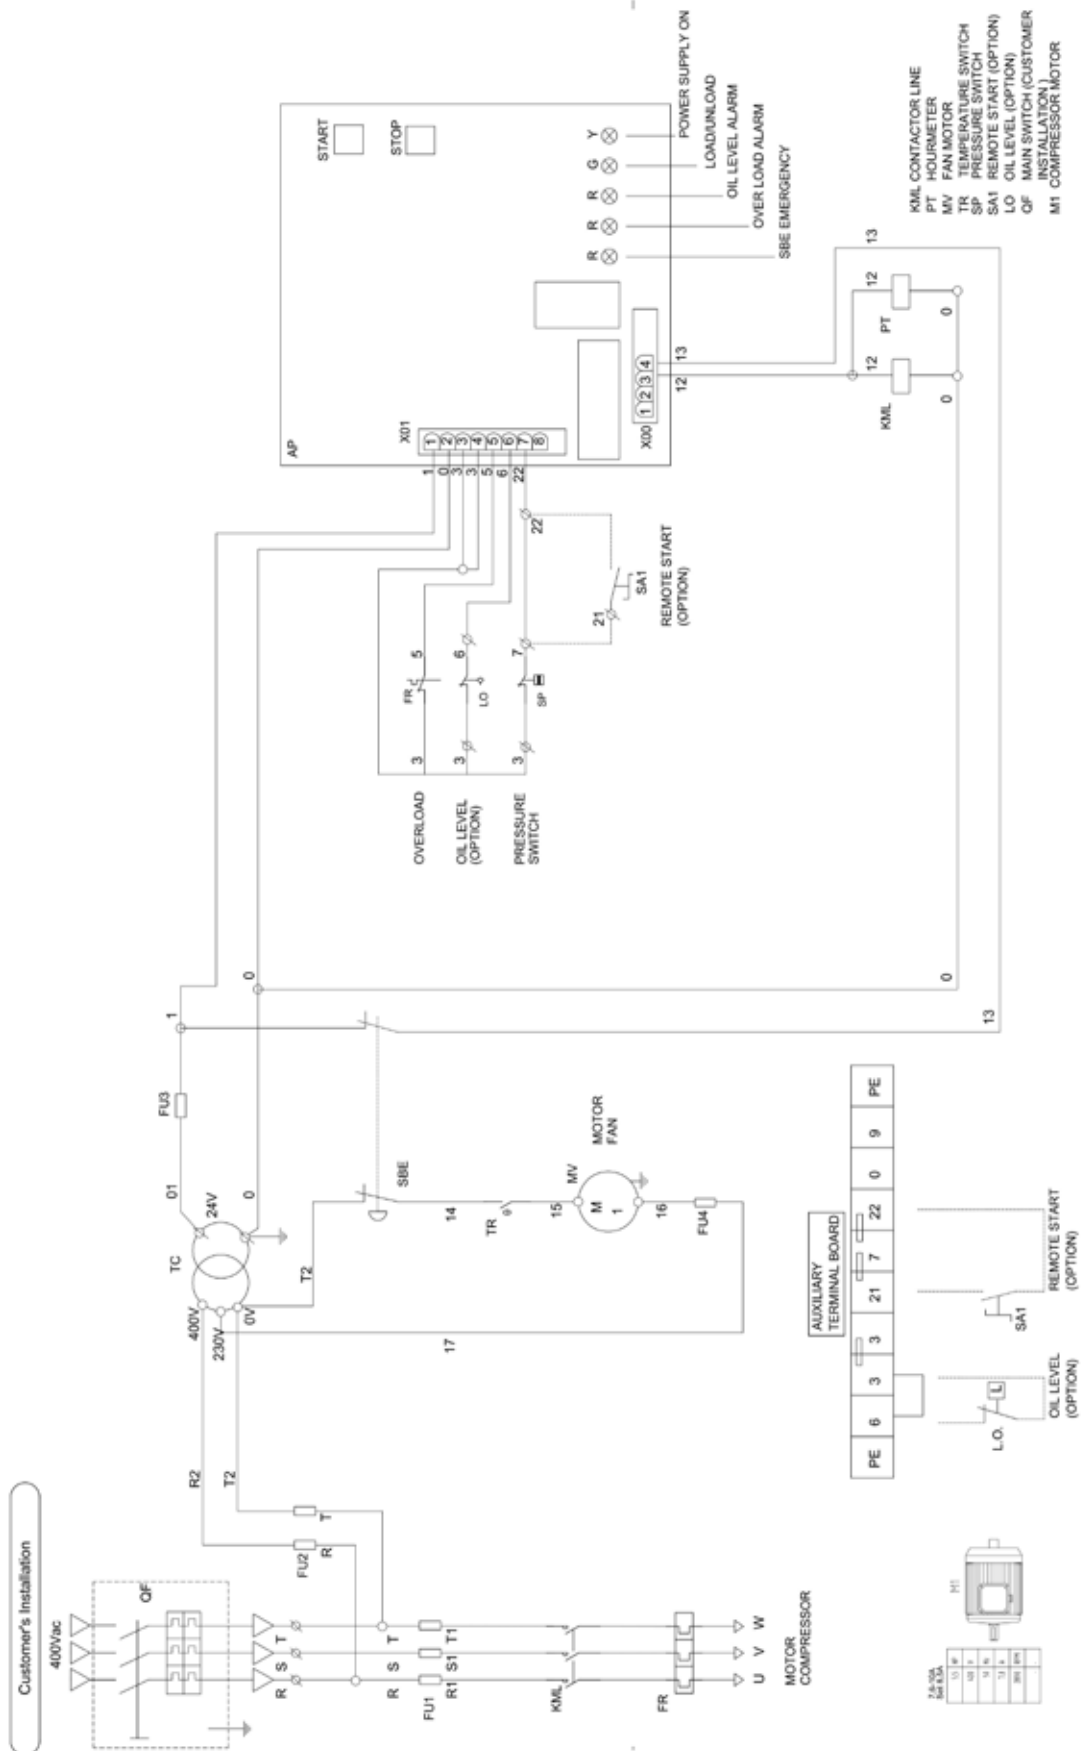 Customer's Installation
400Vac
QF
R S T
R S T
FU1
R1 S1 T1
KML
FR
U V W
MOTOR
COMPRESSOR
FU2
R
T
R2
T2
400V
230V
0V
TC
24V
01
0
FU3
1
0
T2
SBE
14
TR
15
MV
M
1
MOTOR
FAN
16
FU4
17
13
0
OVERLOAD
OIL LEVEL
(OPTION)
PRESSURE
SWITCH
3
3
3
FR
LO
SP
5
6
7
21
SA1
22
REMOTE START
(OPTION)
AP
X01
1
2
3
4
5
6
7
8
1
0
3
3
5
6
22
START
STOP
X00
1 2 3 4
12
13
R R R G Y
POWER SUPPLY ON
LOAD/UNLOAD
OIL LEVEL ALARM
OVER LOAD ALARM
SBE EMERGENCY
KML
12
0
PT
12
0
13
KML CONTACTOR LINE
PT HOURMETER
MV FAN MOTOR
TR TEMPERATURE SWITCH
SP PRESSURE SWITCH
SA1 REMOTE START (OPTION)
LO OIL LEVEL (OPTION)
QF MAIN SWITCH (CUSTOMER
INSTALLATION )
M1 COMPRESSOR MOTOR
AUXILIARY
TERMINAL BOARD
PE 6 3 3 21 7 22 0 9 PE
L.O.
L
OIL LEVEL
(OPTION)
SA1
REMOTE START
(OPTION)
M1